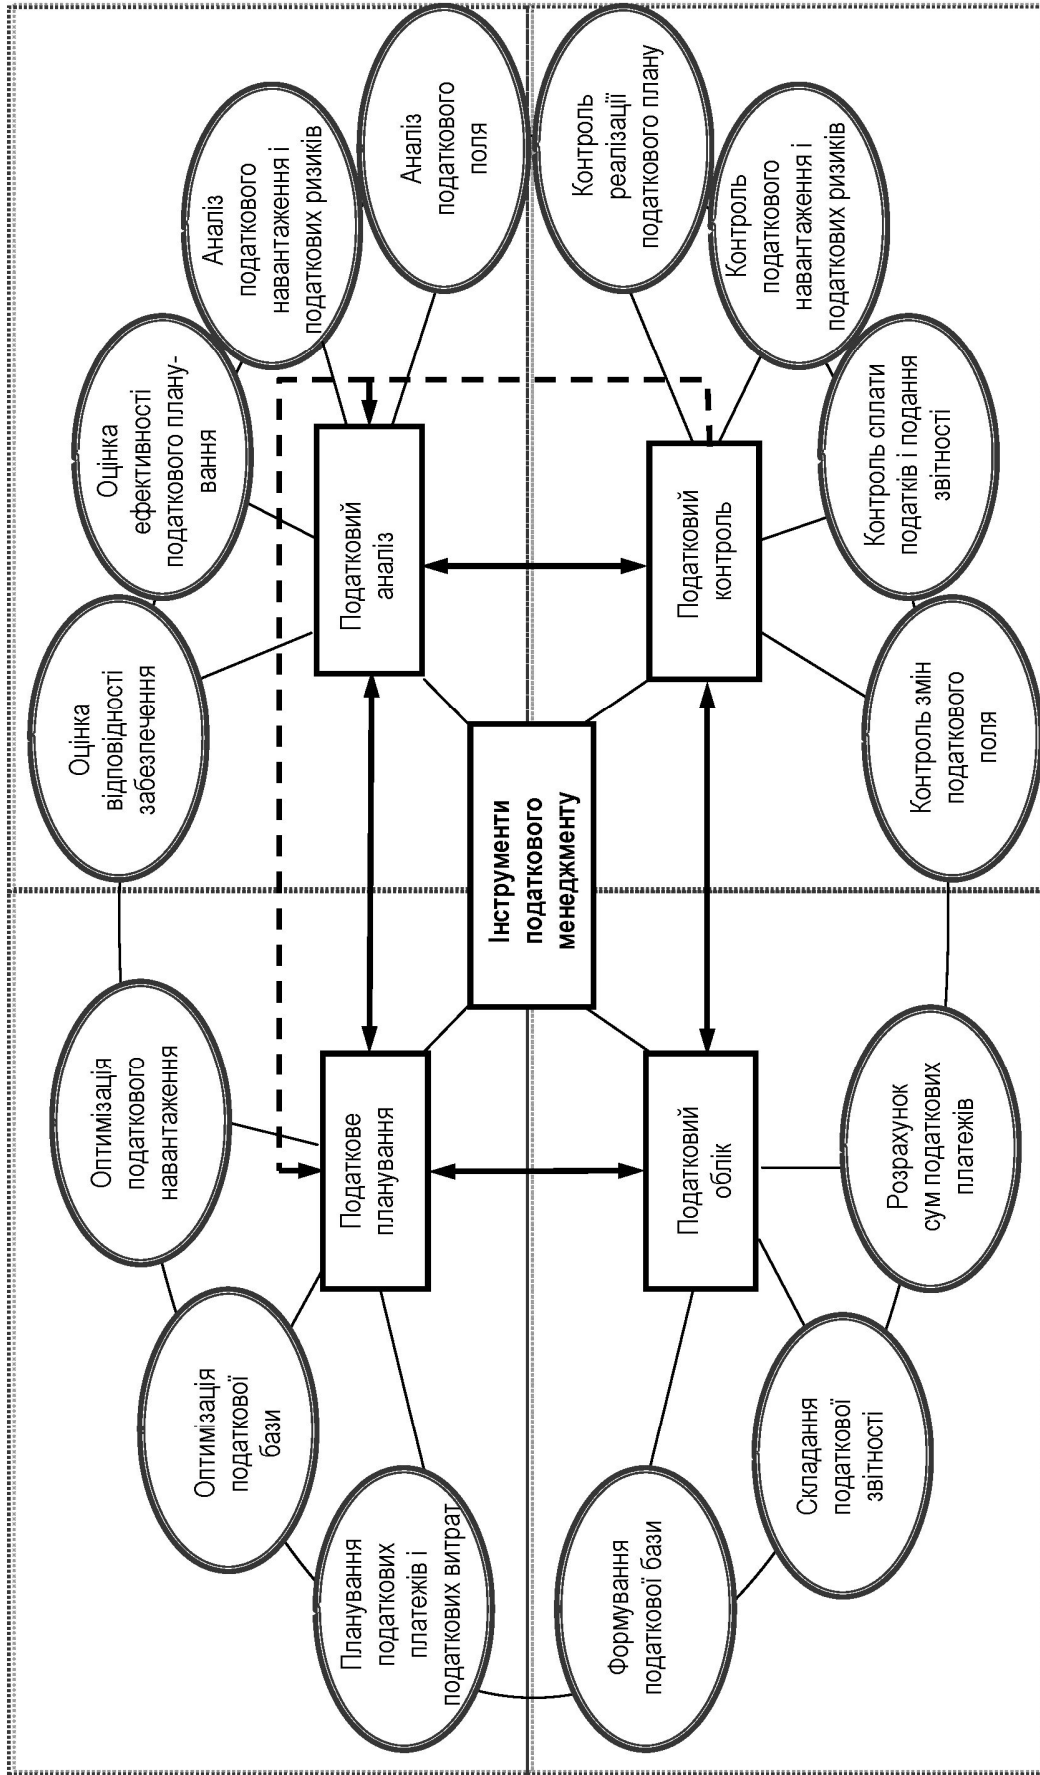 Оцінка
відповідності
забезпечення
Оцінка
ефективності
податкового плану-
вання
Аналіз
податкового
навантаження і
податкових ризиків
Аналіз
податкового
поля
Оптимізація
податкового
навантаження
Оптимізація
податкової
бази
Планування
податкових
платежів і
податкових витрат
Податкове
планування
Податковий
аналіз
Інструменти
податкового
менеджменту
Податковий
облік
Податковий
контроль
Формування
податкової бази
Складання
податкової
звітності
Розрахунок
сум податкових
платежів
Контроль змін
податкового
поля
Контроль сплати
податків і подання
звітності
Контроль
податкового
навантаження і
податкових ризиків
Контроль
реалізації
податкового плану